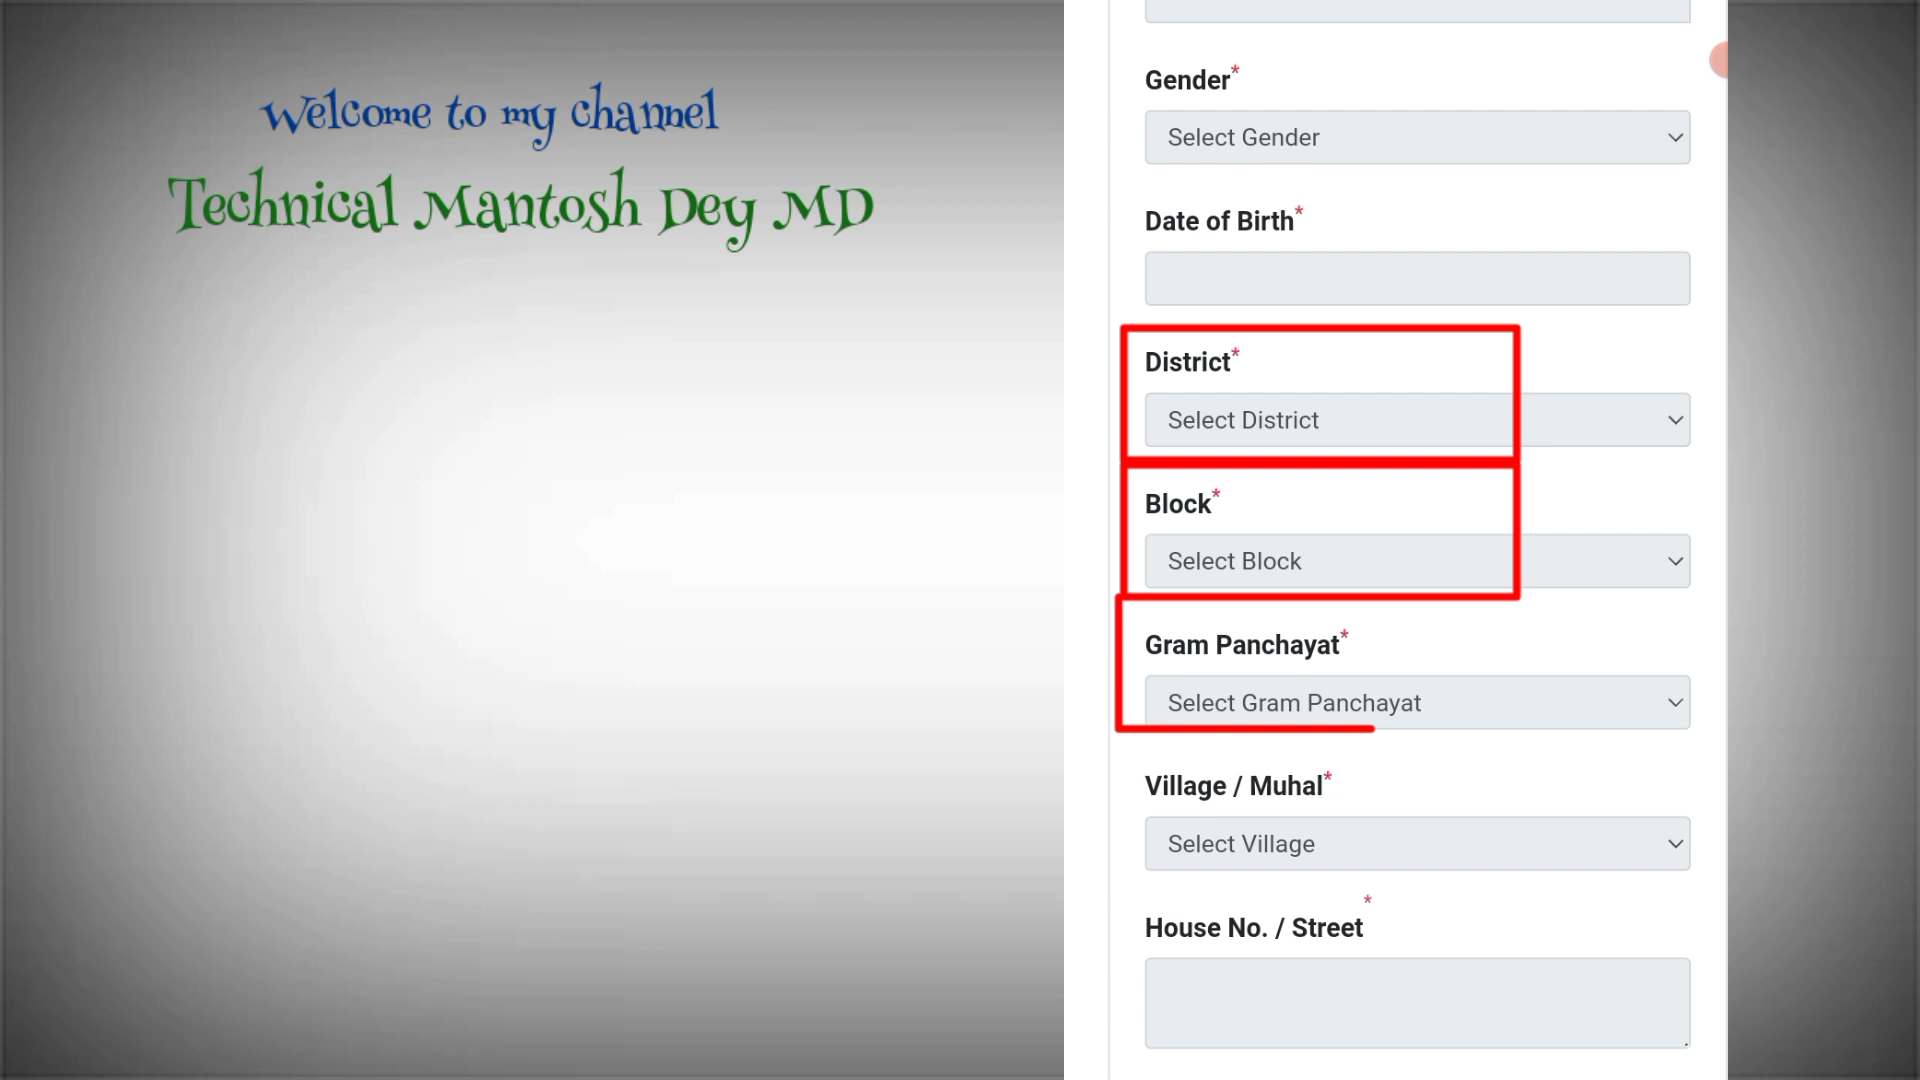 Welcome to my channel
Technical Mantosh Dey MD
Gender*
Select Gender
Date of Birth*
District*
Select District
Block*
Select Block
Gram Panchayat*
Select Gram Panchayat
Village / Muhal*
Select Village
House No. / Street*